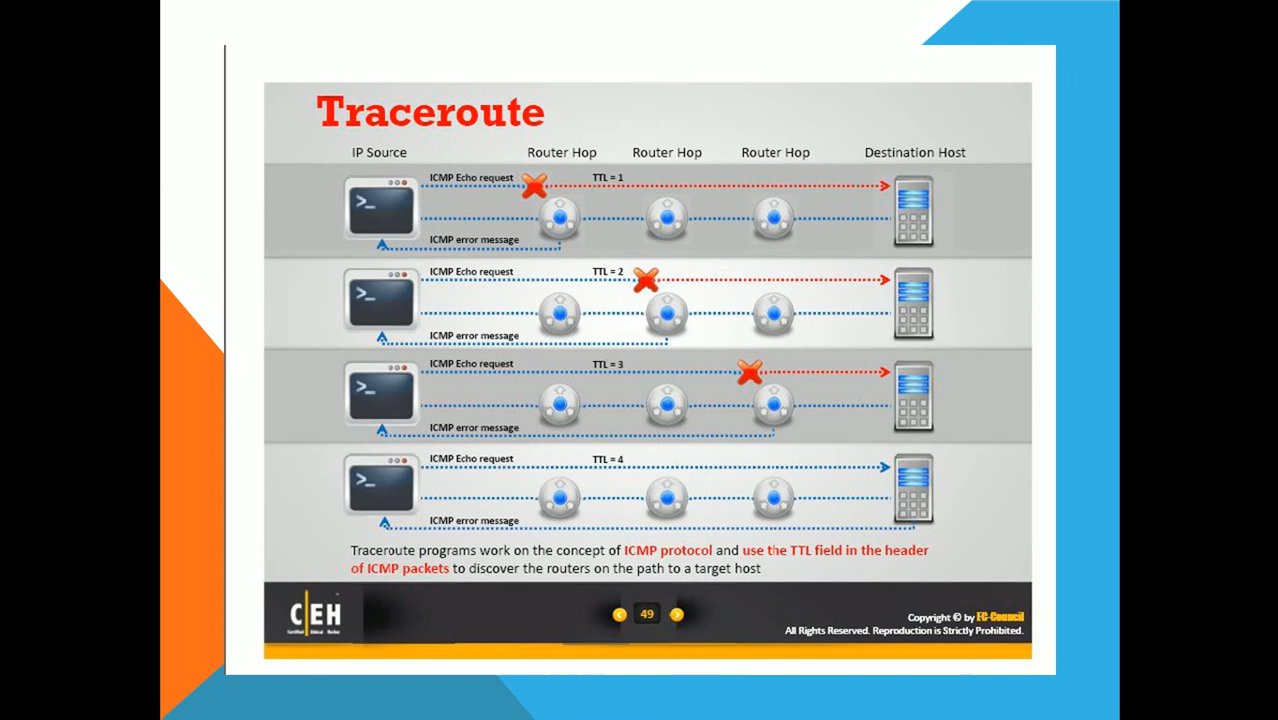 Traceroute
IP Source Router Hop Router Hop Router Hop Destination Host
ICMP Echo request TTL = 1
>_
ICMP error message
ICMP Echo request TTL = 2
>_
ICMP error message
ICMP Echo request TTL = 3
>_
ICMP error message
ICMP Echo request TTL = 4
>_
ICMP error message
Traceroute programs work on the concept of ICMP protocol and use the TTL field in the header
of ICMP packets to discover the routers on the path to a target host
C|EH
Certified Ethical Hacker
49
Copyright © by EC-Council
All Rights Reserved. Reproduction is Strictly Prohibited.